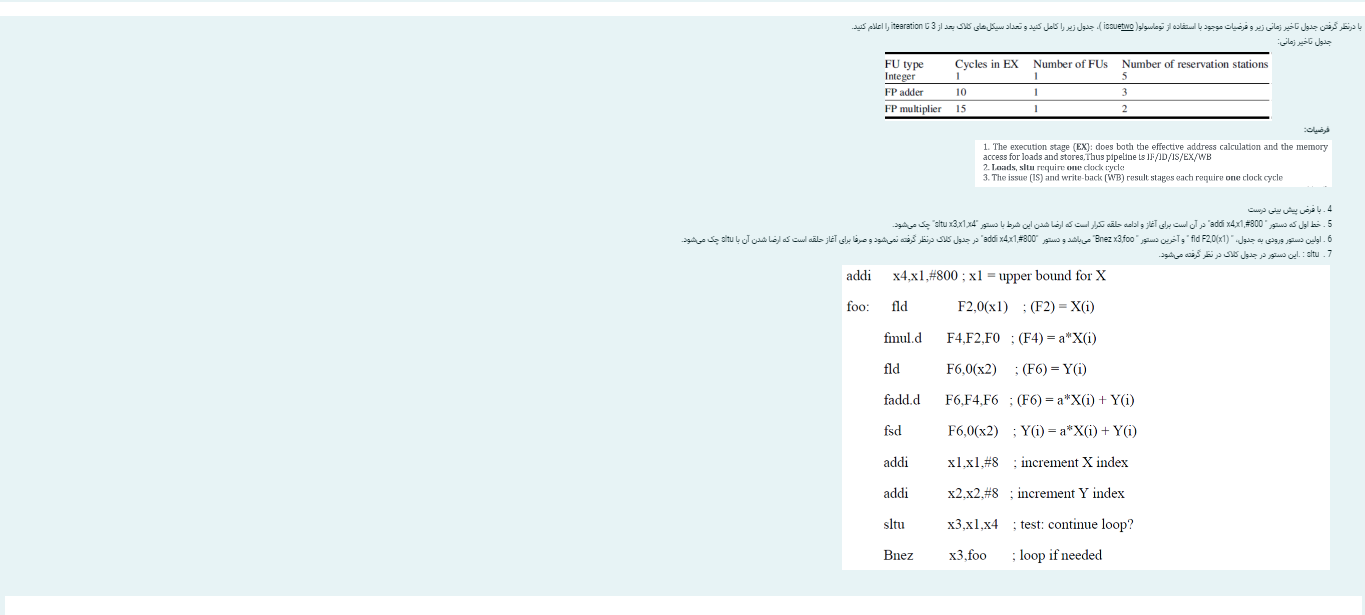 با درنظر گرفتن جدول تاخیر زمانی زیر و فرضیات موجود با استفاده از توماسولو( issuetwo )، جدول زیر را کامل کنید و تعداد سیکل‌های کلاک بعد از 3 تا itearation را اعلام کنید.
جدول تاخیر زمانی:
FU type Cycles in EX Number of FUs Number of reservation stations
Integer 1 1 5
FP adder 10 1 3
FP multiplier 15 1 2
فرضیات:
1. The execution stage (EX): does both the effective address calculation and the memory
access for loads and stores.Thus pipeline is IF/ID/IS/EX/WB
2. Loads, sltu require one clock cycle
3. The issue (IS) and write-back (WB) result stages each require one clock cycle
4 . با فرض پیش بینی درست
5 . خط اول که دستور "addi x4,x1,#800" در آن است برای آغاز و ادامه حلقه تکرار است که ارضا شدن این شرط با دستور "sltu x3,x1,x4" چک می‌شود.
6 . اولین دستور ورودی به جدول، "fld F2,0(x1)" و آخرین دستور "Bnez x3,foo" می‌باشد و دستور "addi x4,x1,#800" در جدول کلاک درنظر گرفته نمی‌شود و صرفا برای آغاز حلقه است که ارضا شدن آن با sltu چک می‌شود.
7 . sltu : .این دستور در جدول کلاک در نظر گرفته می‌شود.
addi x4,x1,#800 ; x1 = upper bound for X
foo: fld F2,0(x1) ; (F2) = X(i)
fmul.d F4,F2,F0 ; (F4) = a*X(i)
fld F6,0(x2) ; (F6) = Y(i)
fadd.d F6,F4,F6 ; (F6) = a*X(i) + Y(i)
fsd F6,0(x2) ; Y(i) = a*X(i) + Y(i)
addi x1,x1,#8 ; increment X index
addi x2,x2,#8 ; increment Y index
sltu x3,x1,x4 ; test: continue loop?
Bnez x3,foo ; loop if needed